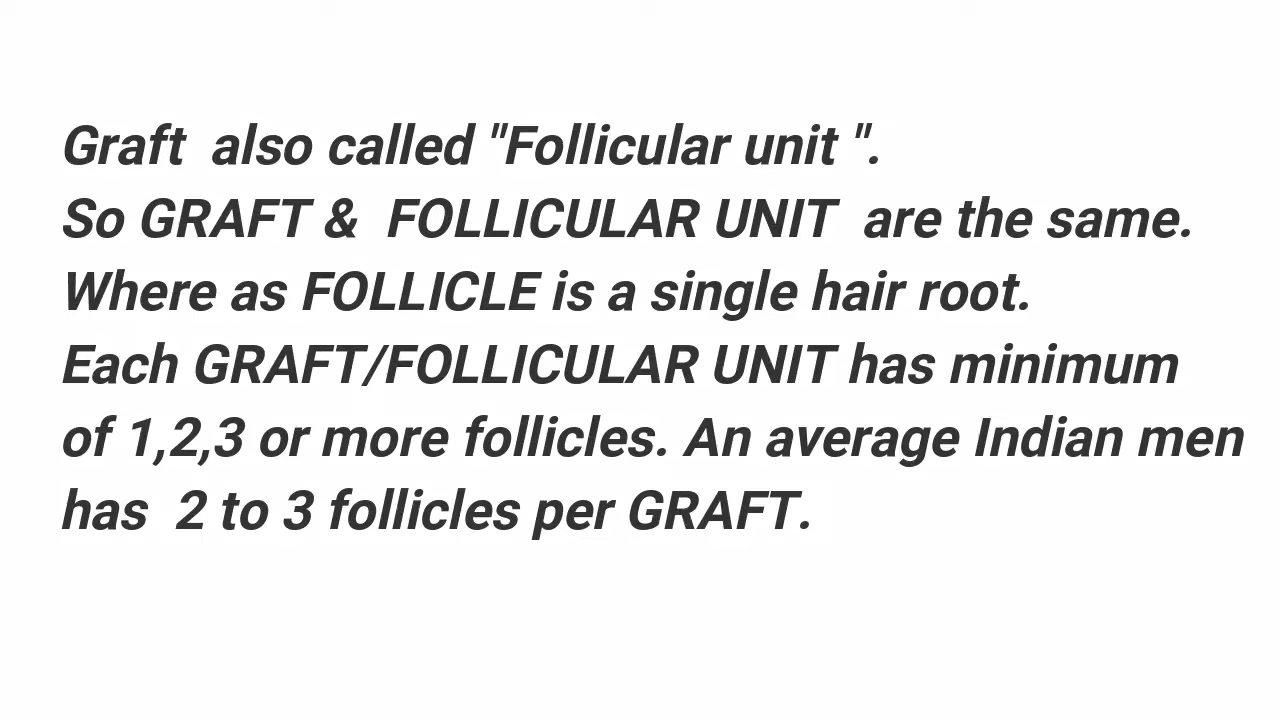 Graft also called "Follicular unit ".
So GRAFT & FOLLICULAR UNIT are the same.
Where as FOLLICLE is a single hair root.
Each GRAFT/FOLLICULAR UNIT has minimum
of 1,2,3 or more follicles. An average Indian men
has 2 to 3 follicles per GRAFT.